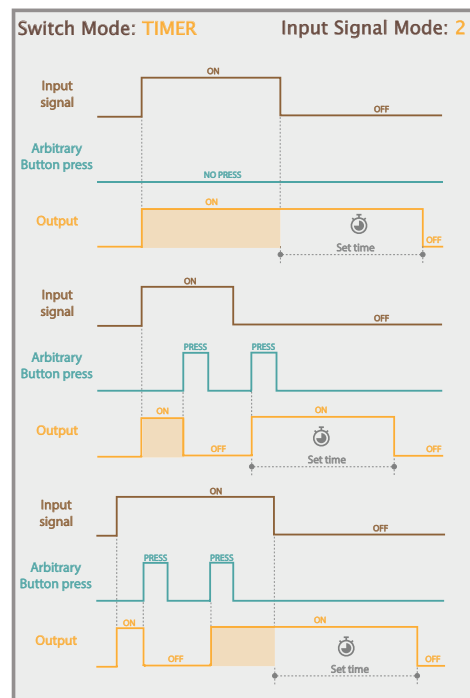 Switch Mode: TIMER
Input Signal Mode: 2
ON
Input
signal
OFF
Arbitrary
Button press
NO PRESS
ON
Output
OFF
Set time
ON
Input
signal
OFF
PRESS
PRESS
Arbitrary
Button press
ON
ON
Output
OFF
OFF
Set time
ON
Input
signal
OFF
PRESS
PRESS
Arbitrary
Button press
ON
ON
Output
OFF
OFF
Set time